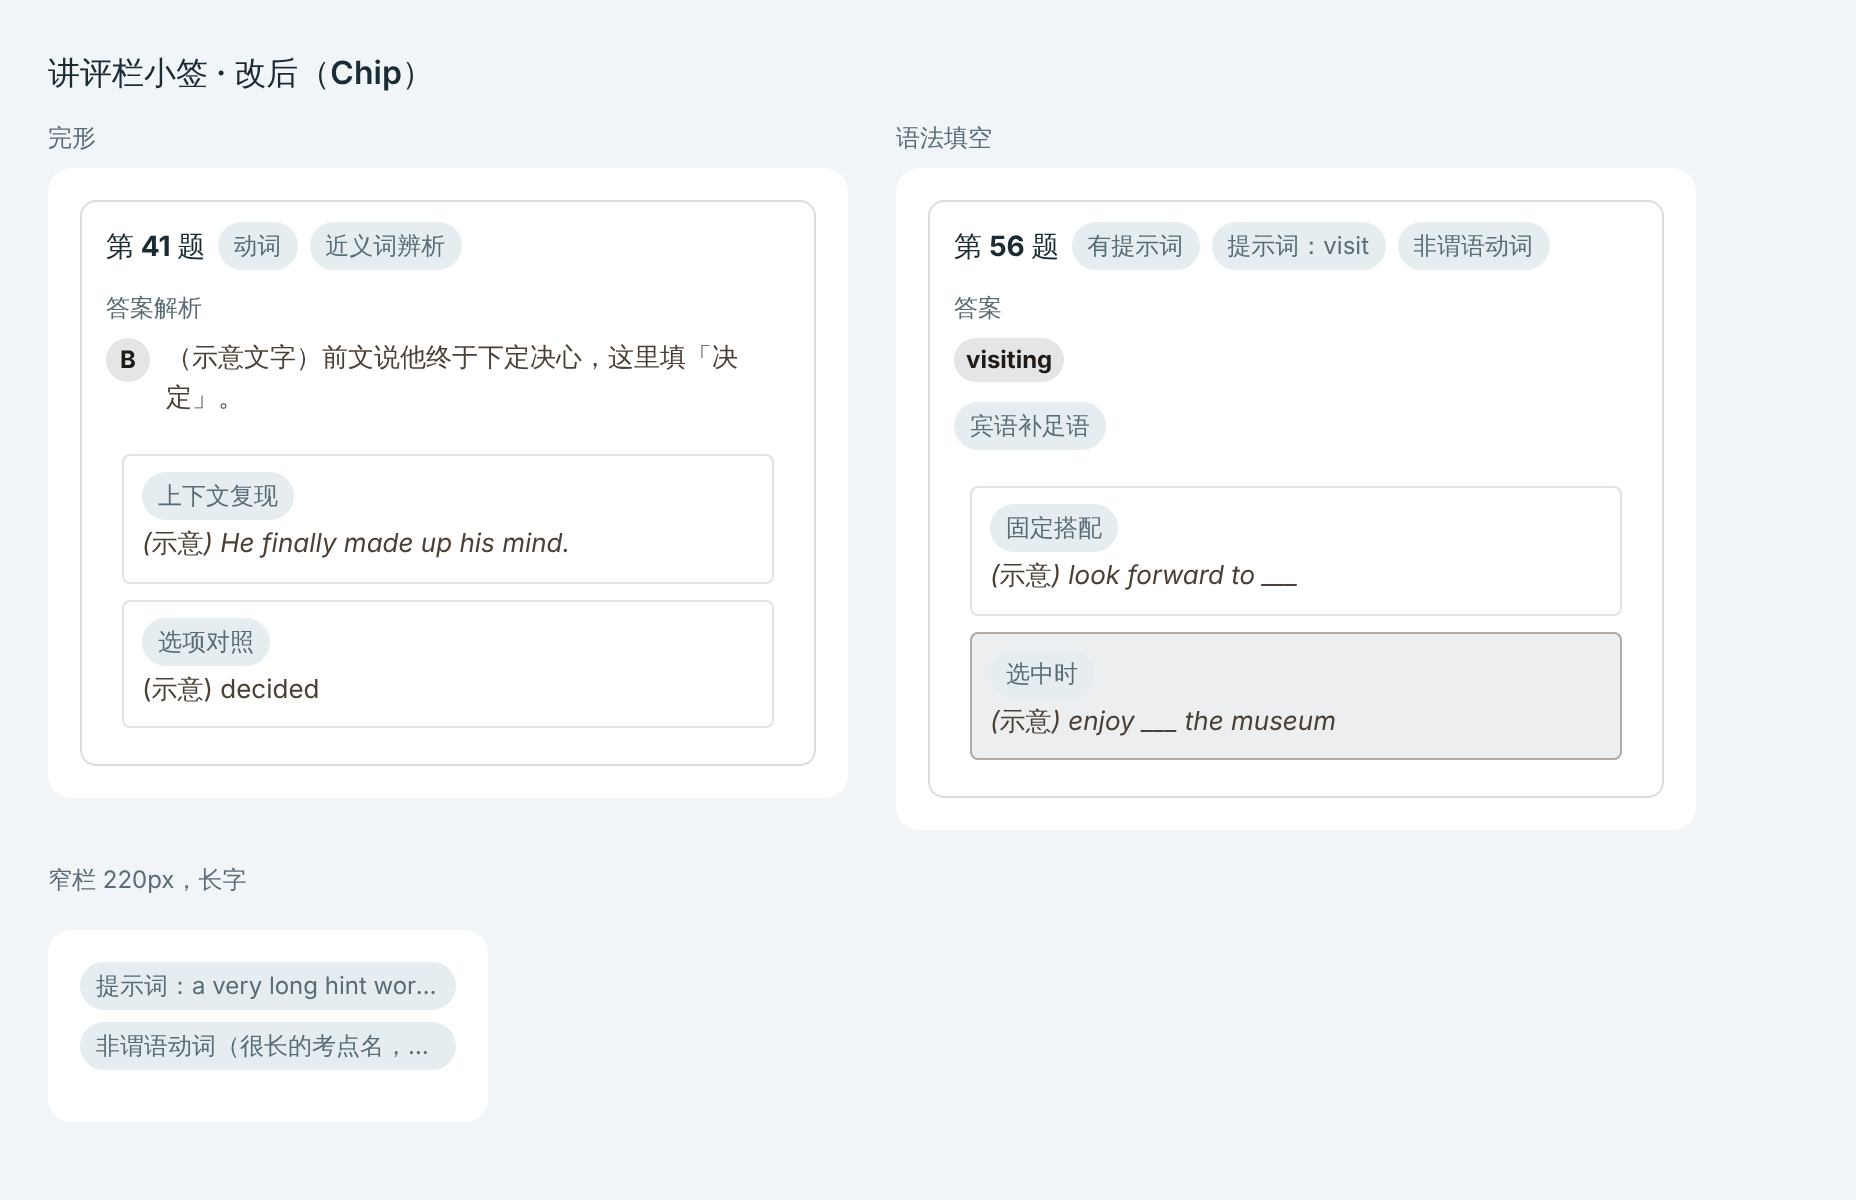 讲评栏小签 · 改后（Chip）
完形
第 41 题 动词 近义词辨析
答案解析
B （示意文字）前文说他终于下定决心，这里填「决
定」。
上下文复现
(示意) He finally made up his mind.
选项对照
(示意) decided
语法填空
第 56 题 有提示词 提示词：visit 非谓语动词
答案
visiting
宾语补足语
固定搭配
(示意) look forward to ___
选中时
(示意) enjoy ___ the museum
窄栏 220px，长字
提示词：a very long hint wor...
非谓语动词（很长的考点名，...